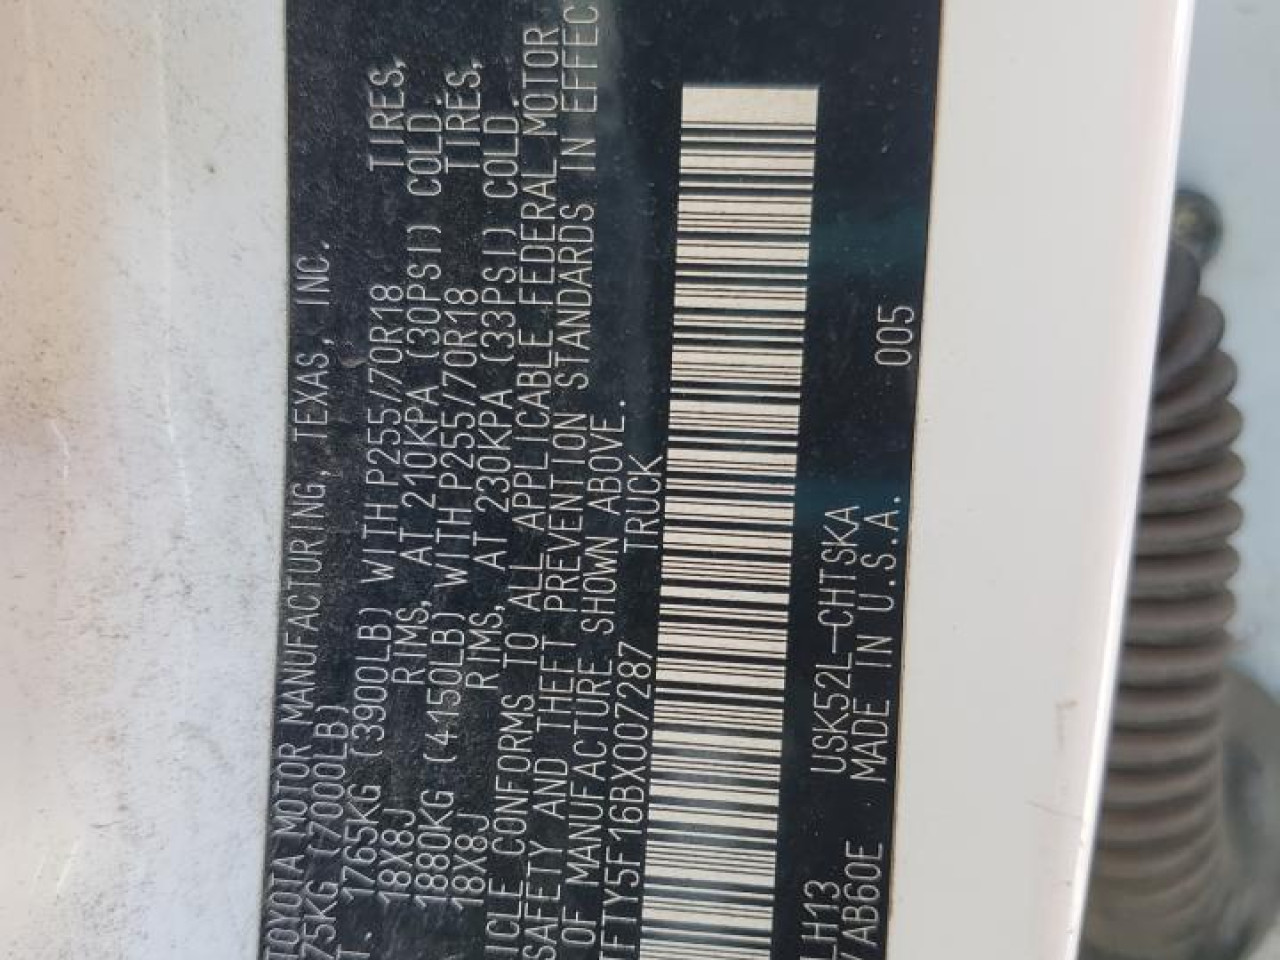 TOYOTA MOTOR MANUFACTURING, TEXAS, INC.
75KG (7000LB)
T. 1765KG (3900LB) WITH P255/70R18 TIRES,
18X8J RIMS, AT 210KPA (30PSI) COLD.
1880KG (4150LB) WITH P255/70R18 TIRES,
18X8J RIMS, AT 230KPA (33PSI) COLD.
ICLE CONFORMS TO ALL APPLICABLE FEDERAL MOTOR
SAFETY AND THEFT PREVENTION STANDARDS IN EFFEC
OF MANUFACTURE SHOWN ABOVE.
TFTY5F16BX007287 TRUCK
LH13 USK52L-CHTSKA
AB60E MADE IN U.S.A. 005